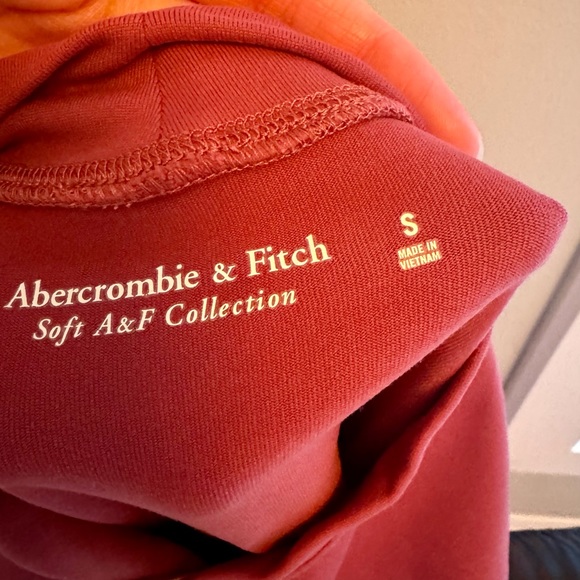 Abercrombie & Fitch
Soft A&F Collection
S
MADE IN
VIETNAM